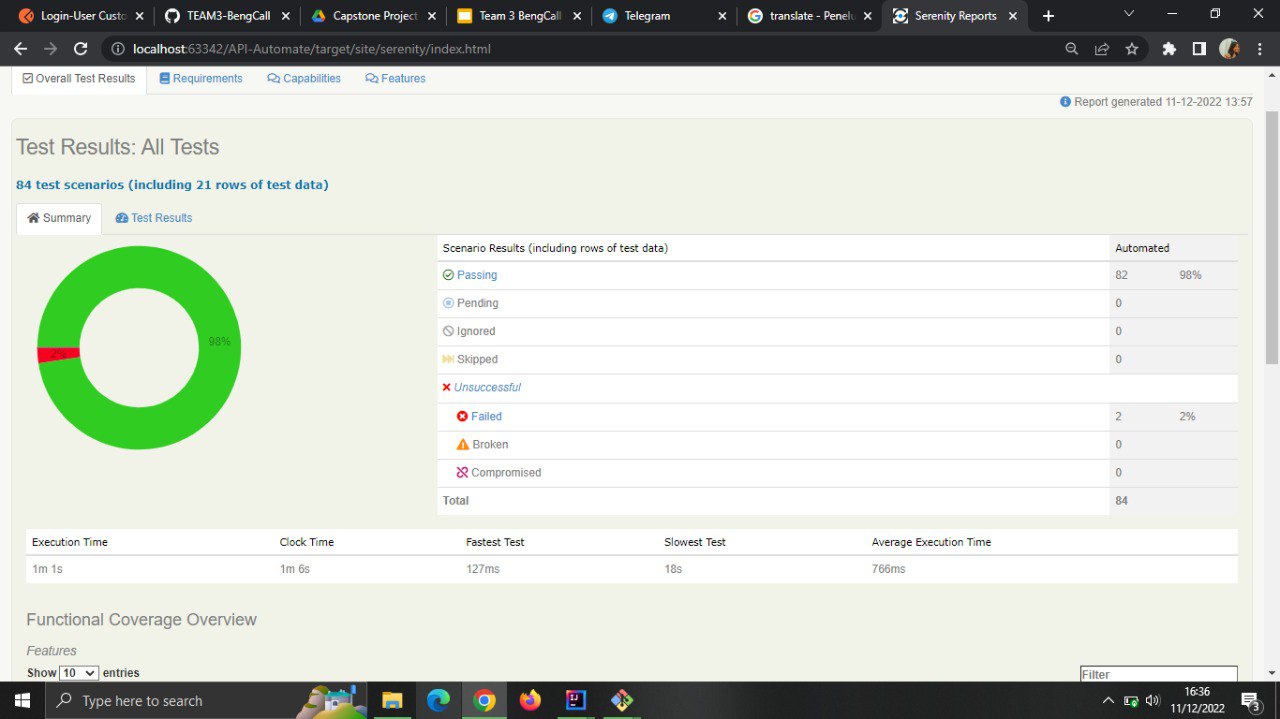 Login-User Custo
TEAM3-BengCall
Capstone Project
Team 3 BengCall
Telegram
translate - Penelu
Serenity Reports
localhost:63342/API-Automate/target/site/serenity/index.html
Overall Test Results
Requirements
Capabilities
Features
Report generated 11-12-2022 13:57
Test Results: All Tests
84 test scenarios (including 21 rows of test data)
Summary
Test Results
98%
2%
Scenario Results (including rows of test data) Automated
Passing 82 98%
Pending 0
Ignored 0
Skipped 0
Unsuccessful
Failed 2 2%
Broken 0
Compromised 0
Total 84
Execution Time Clock Time Fastest Test Slowest Test Average Execution Time
1m 1s 1m 6s 127ms 18s 766ms
Functional Coverage Overview
Features
Show 10 entries
Filter
Type here to search
16:36
11/12/2022
3